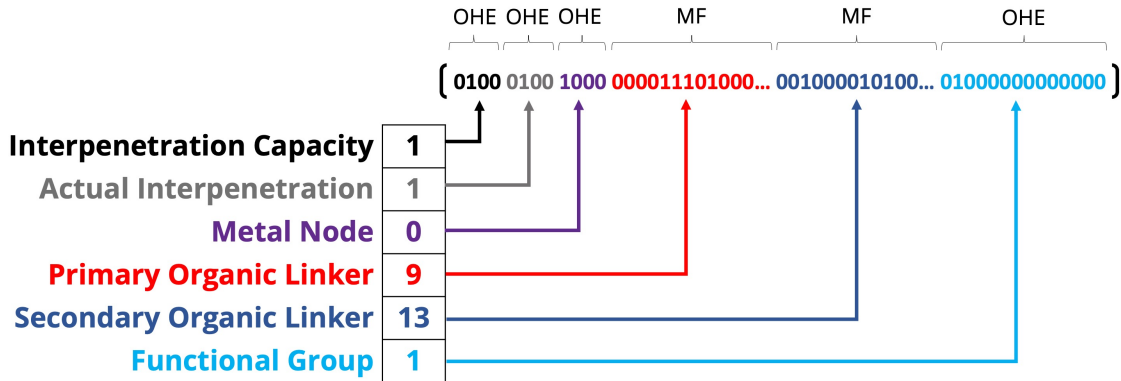 OHE OHE OHE MF MF OHE
( 0100 0100 1000 000011101000... 001000010100... 01000000000000 )
Interpenetration Capacity 1
Actual Interpenetration 1
Metal Node 0
Primary Organic Linker 9
Secondary Organic Linker 13
Functional Group 1